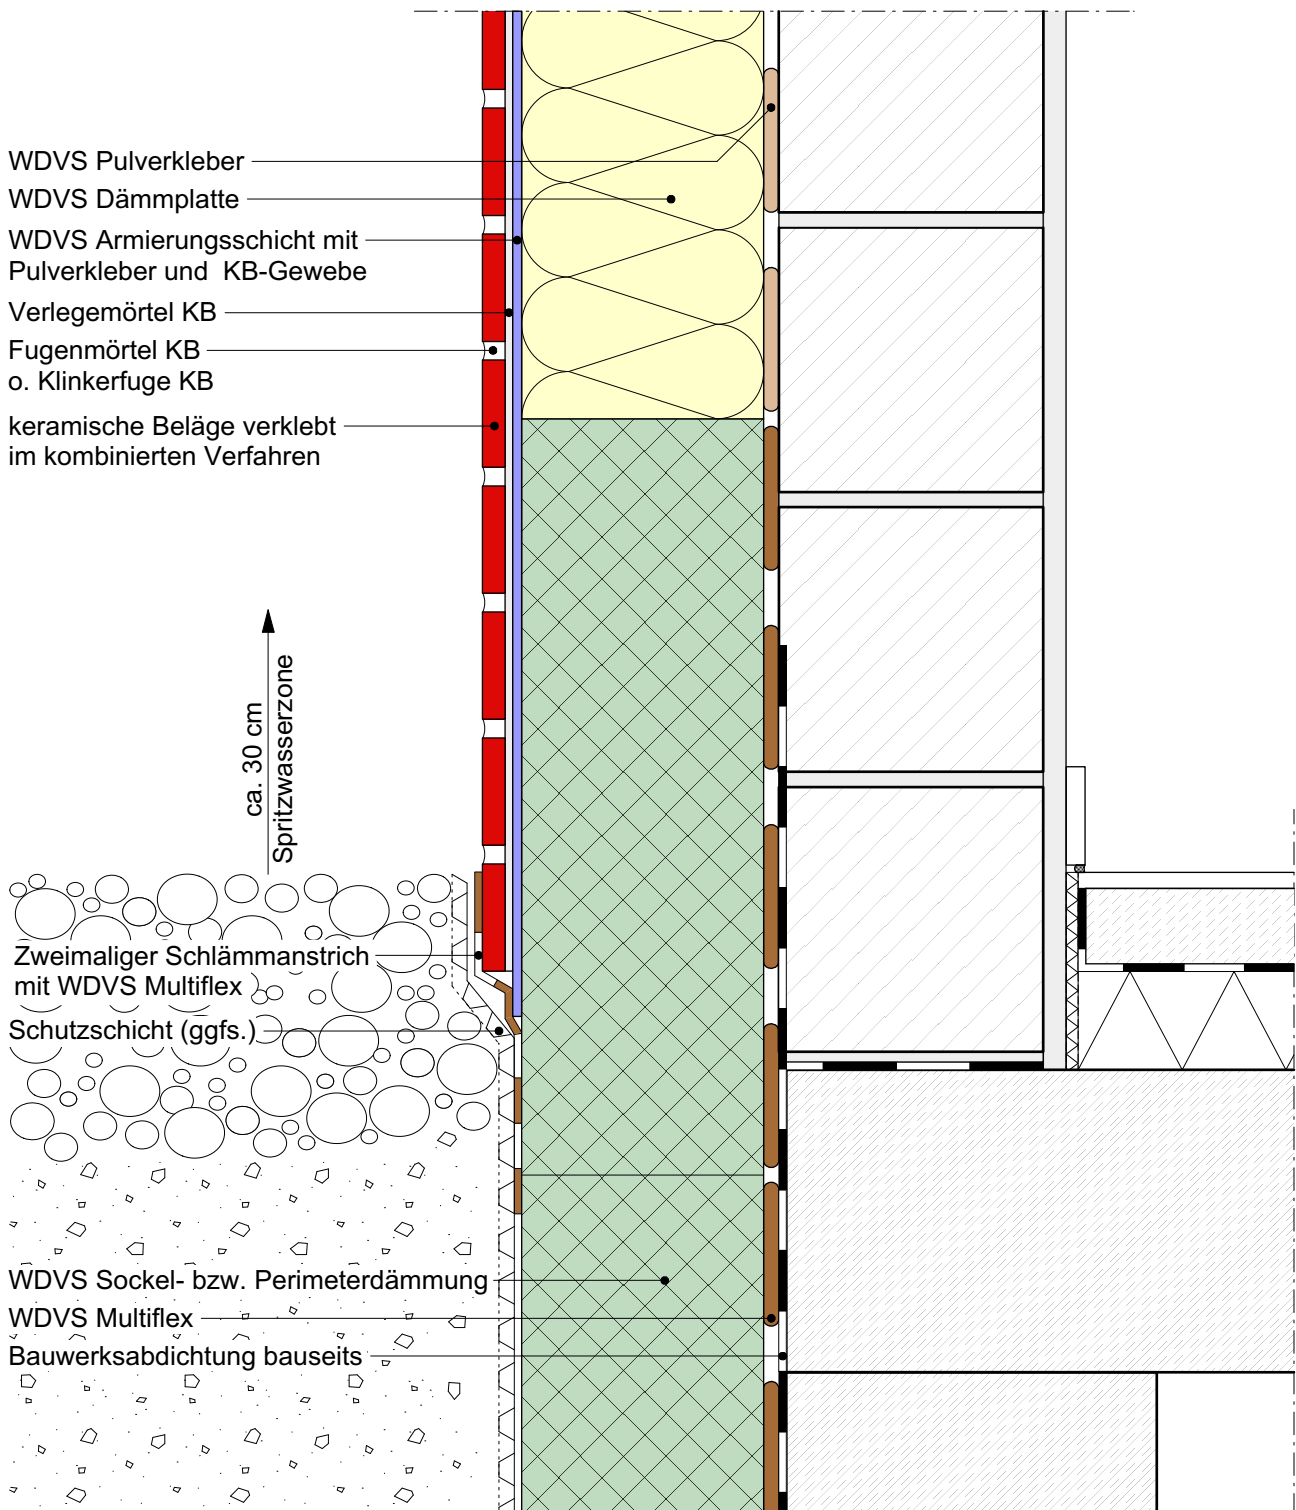 WDVS Pulverkleber
WDVS Dämmplatte
WDVS Armierungsschicht mit
Pulverkleber und KB-Gewebe
Verlegemörtel KB
Fugenmörtel KB
o. Klinkerfuge KB
keramische Beläge verklebt
im kombinierten Verfahren
ca. 30 cm
Spritzwasserzone
Zweimaliger Schlämmanstrich
mit WDVS Multiflex
Schutzschicht (ggfs.)
WDVS Sockel- bzw. Perimeterdämmung
WDVS Multiflex
Bauwerksabdichtung bauseits